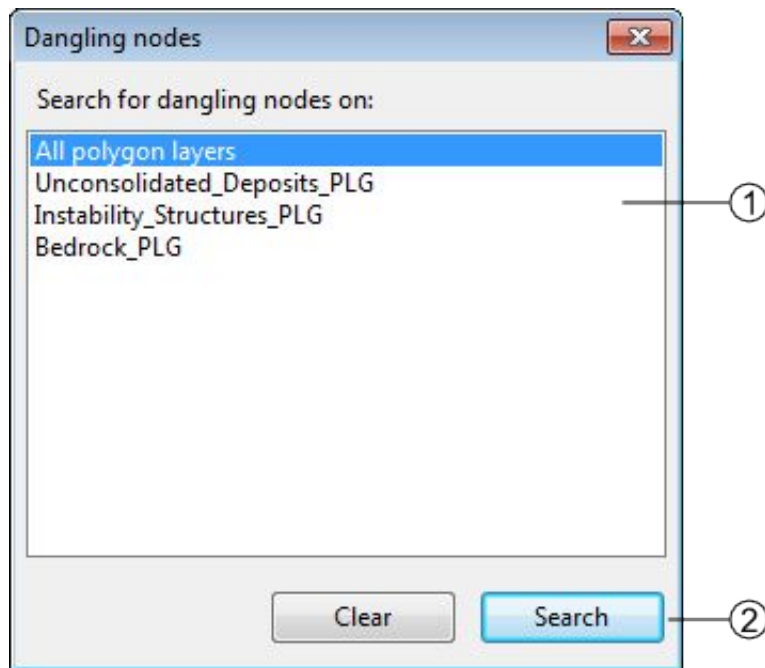 Dangling nodes
Search for dangling nodes on:
All polygon layers
Unconsolidated_Deposits_PLG
Instability_Structures_PLG
Bedrock_PLG
1
Clear
Search
2